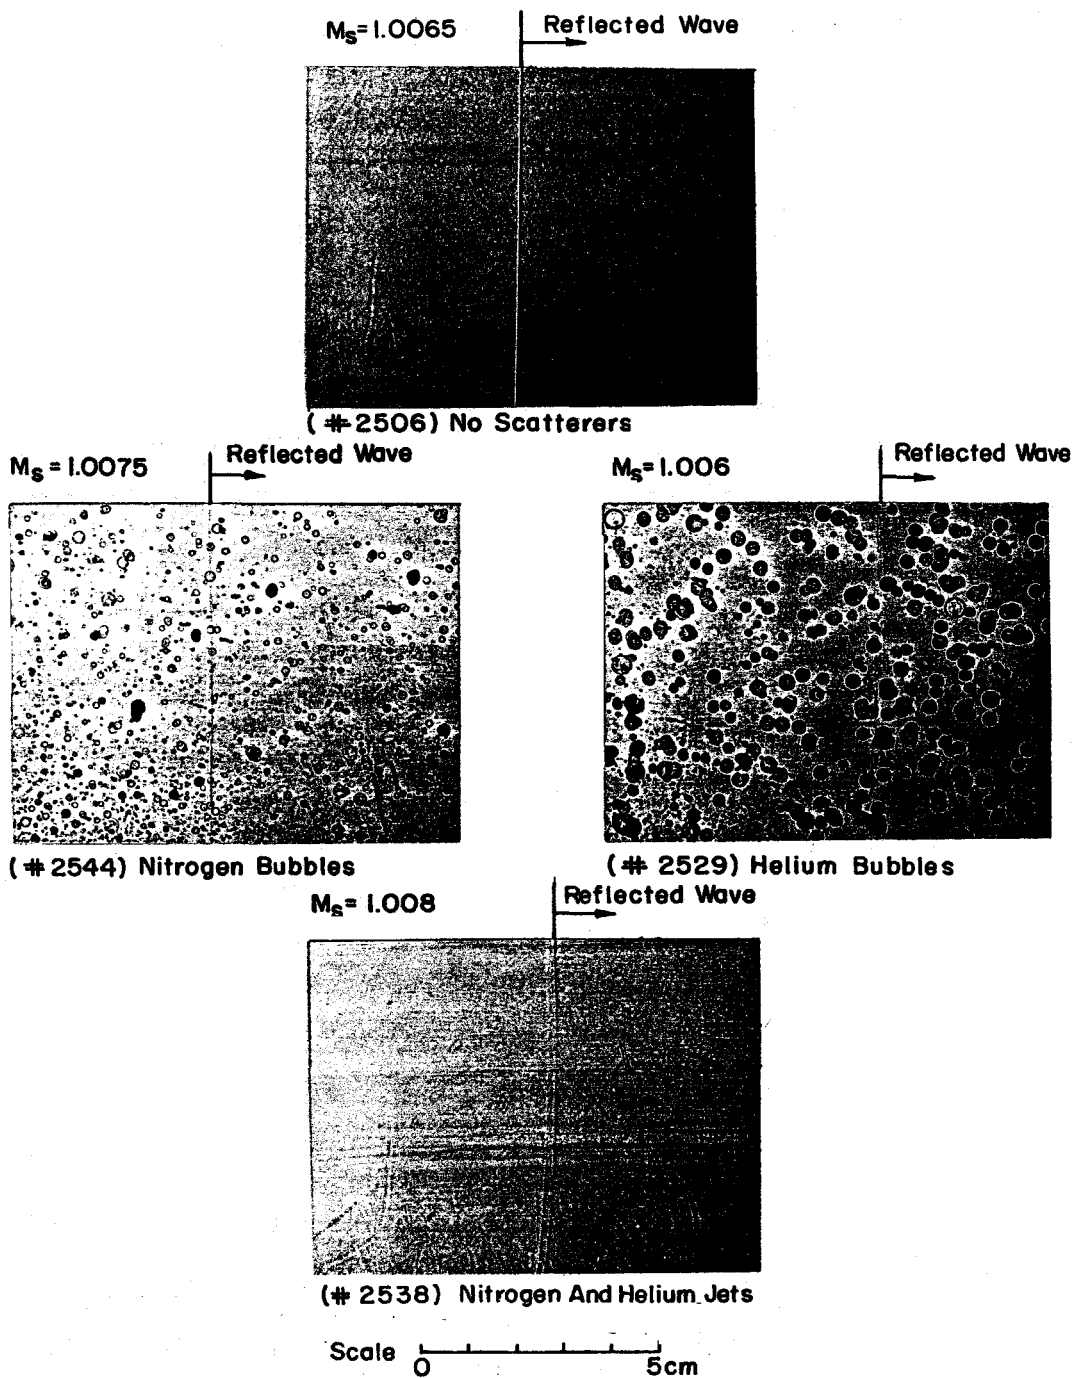 Ms=1.0065 Reflected Wave
(#2506) No Scatterers
Ms=1.0075 Reflected Wave
Ms=1.006 Reflected Wave
(#2544) Nitrogen Bubbles
(#2529) Helium Bubbles
Ms=1.008 Reflected Wave
(#2538) Nitrogen And Helium Jets
Scale 0 5cm